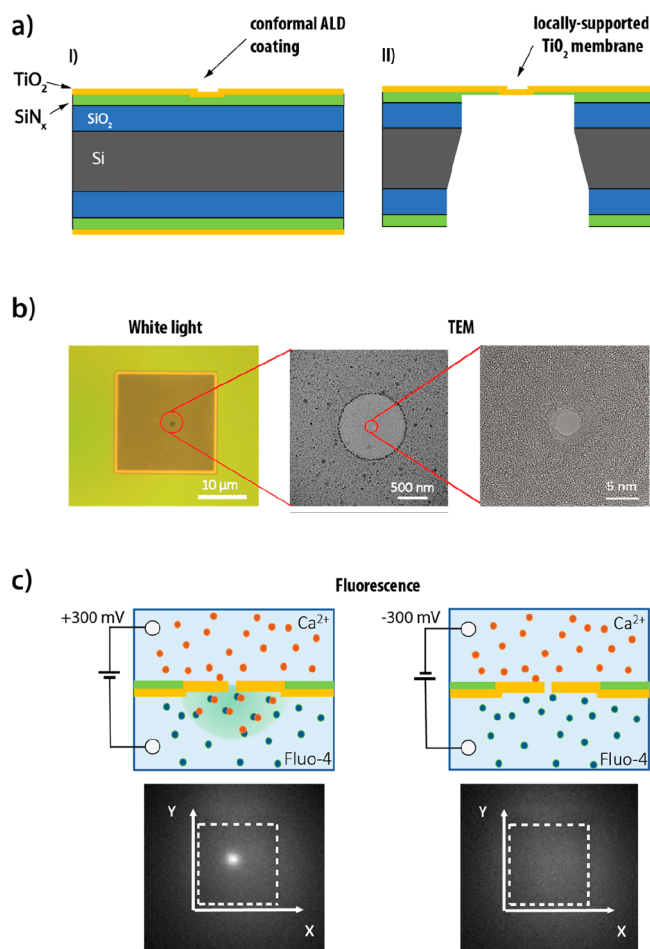 a)
conformal ALD
coating
locally-supported
TiO₂ membrane
I)
II)
TiO₂
SiNₓ
SiO₂
Si
b)
White light
TEM
10 µm
500 nm
5 nm
c)
Fluorescence
+300 mV
Ca²⁺
Fluo-4
-300 mV
Ca²⁺
Fluo-4
Y
X
Y
X